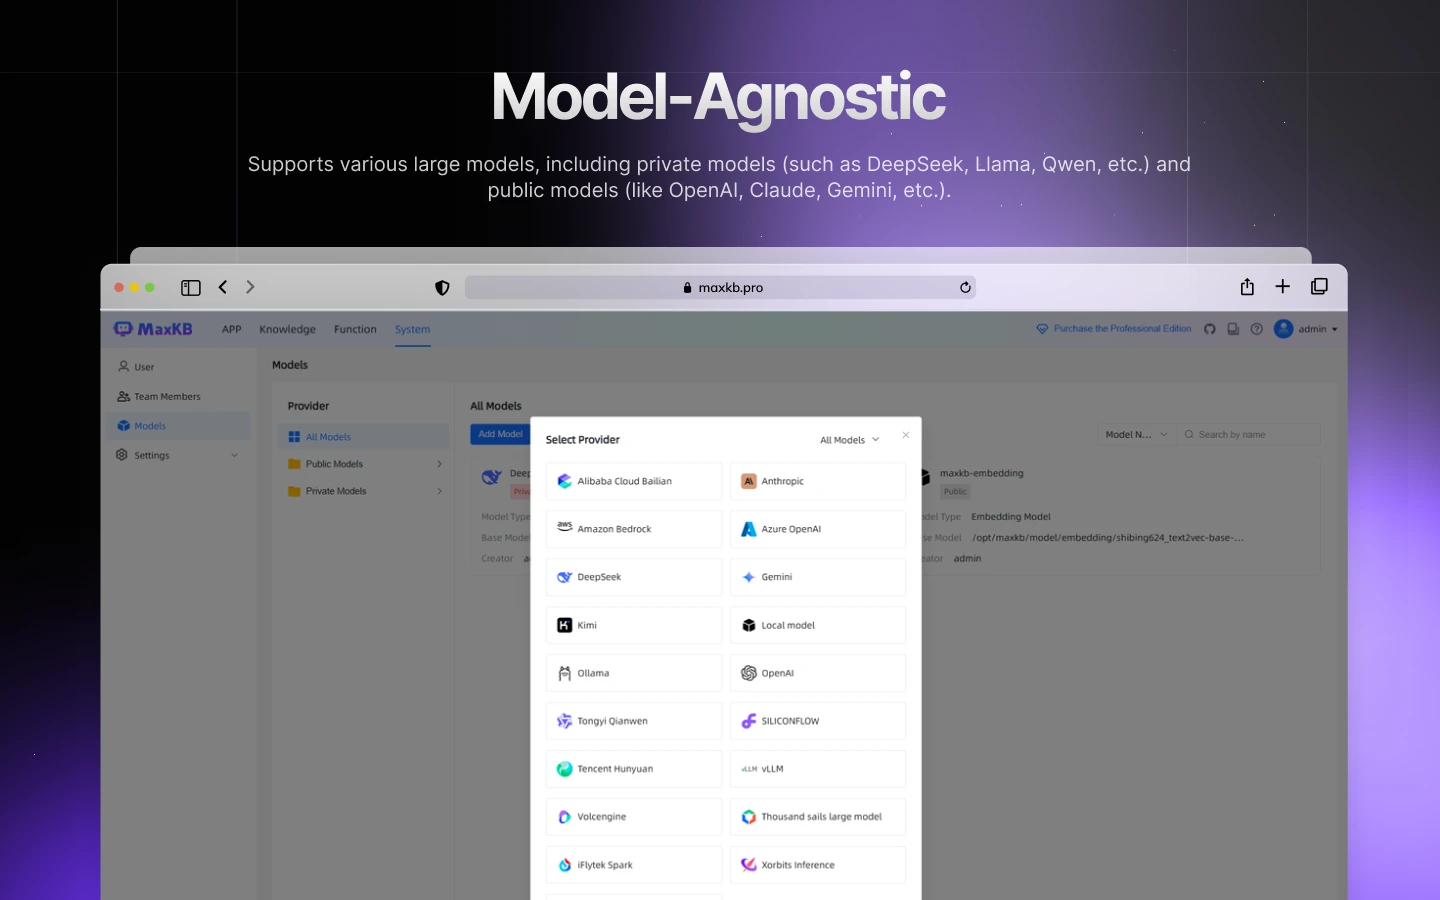 Model-Agnostic
Supports various large models, including private models (such as DeepSeek, Llama, Qwen, etc.) and
public models (like OpenAI, Claude, Gemini, etc.).
maxkb.pro
MaxKB
APP
Knowledge
Function
System
Purchase the Professional Edition
admin
User
Team Members
Models
Settings
Models
Provider
All Models
Public Models
Private Models
All Models
Add Model
Model N...
Search by name
Model Type
Base Model
Creator
maxkb-embedding
Public
Model Type Embedding Model
/opt/maxkb/model/embedding/shibing624_text2vec-base-...
admin
Select Provider
All Models
Alibaba Cloud Bailian
Anthropic
aws Amazon Bedrock
Azure OpenAI
DeepSeek
Gemini
Kimi
Local model
Ollama
OpenAI
Tongyi Qianwen
SILICONFLOW
Tencent Hunyuan
vLLM vLLM
Volcengine
Thousand sails large model
iFlytek Spark
Xorbits Inference